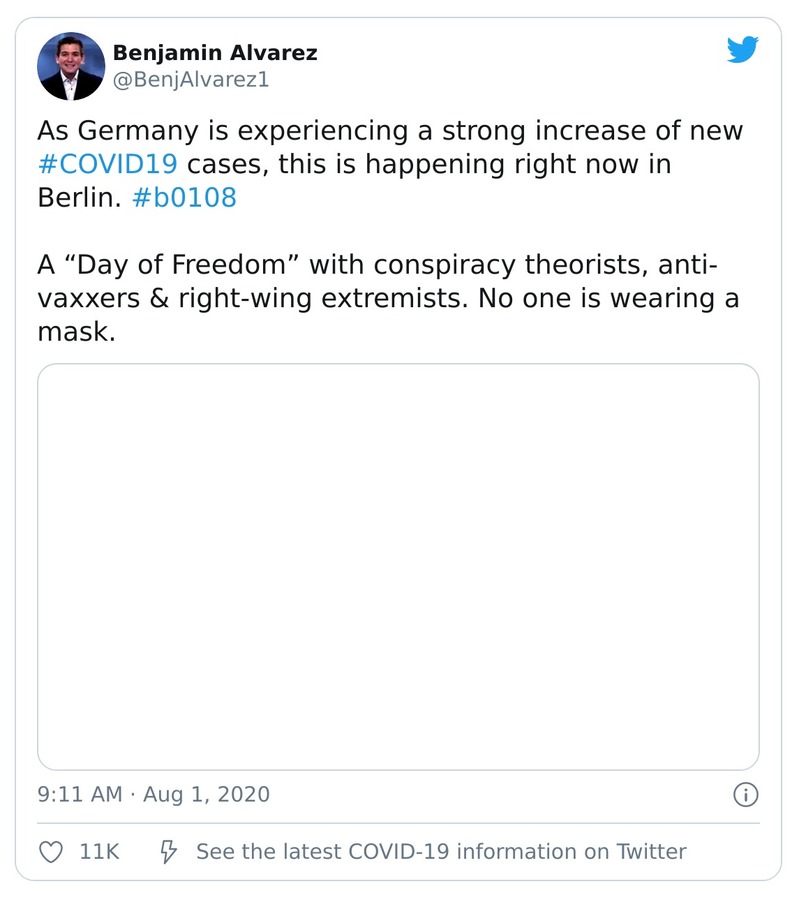 Benjamin Alvarez
@BenjAlvarez1
As Germany is experiencing a strong increase of new
#COVID19 cases, this is happening right now in
Berlin. #b0108
A “Day of Freedom” with conspiracy theorists, anti-
vaxxers & right-wing extremists. No one is wearing a
mask.
9:11 AM · Aug 1, 2020
11K
See the latest COVID-19 information on Twitter